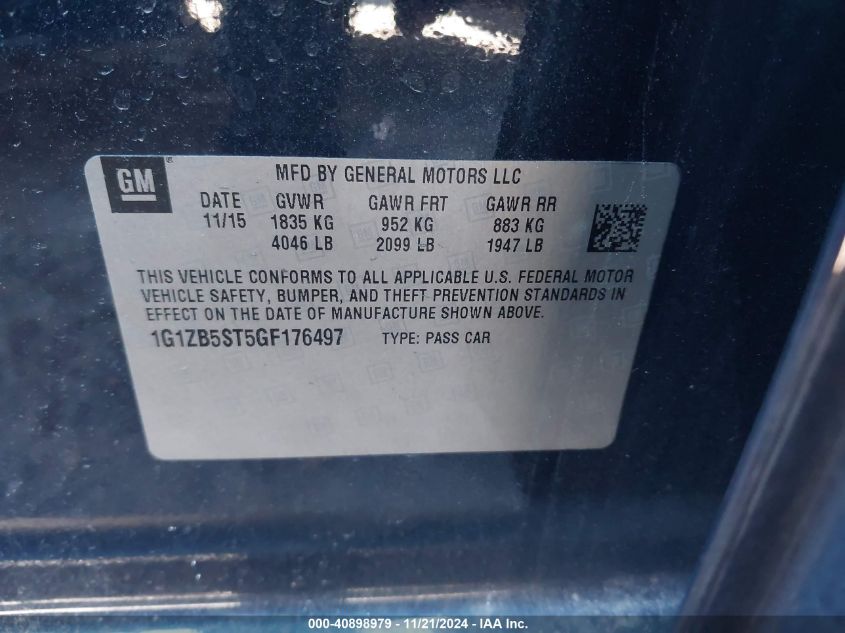 GM ®
MFD BY GENERAL MOTORS LLC
DATE GVWR GAWR FRT GAWR RR
11/15 1835 KG 952 KG 883 KG
4046 LB 2099 LB 1947 LB
THIS VEHICLE CONFORMS TO ALL APPLICABLE U.S. FEDERAL MOTOR
VEHICLE SAFETY, BUMPER, AND THEFT PREVENTION STANDARDS IN
EFFECT ON THE DATE OF MANUFACTURE SHOWN ABOVE.
1G1ZB5ST5GF176497 TYPE: PASS CAR
000-40898979 - 11/21/2024 - IAA Inc.